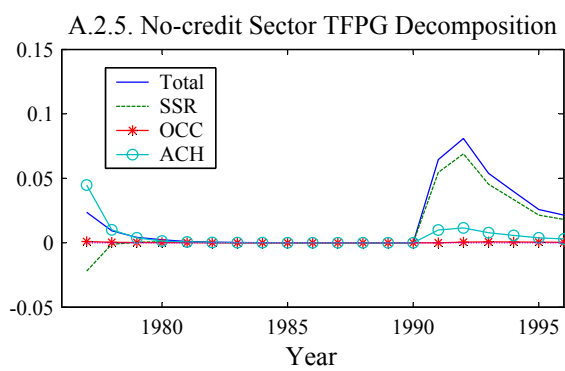 A.2.5. No-credit Sector TFPG Decomposition
0.15
0.1
0.05
0
-0.05
Total
SSR
OCC
ACH
1980 1985 1990 1995
Year